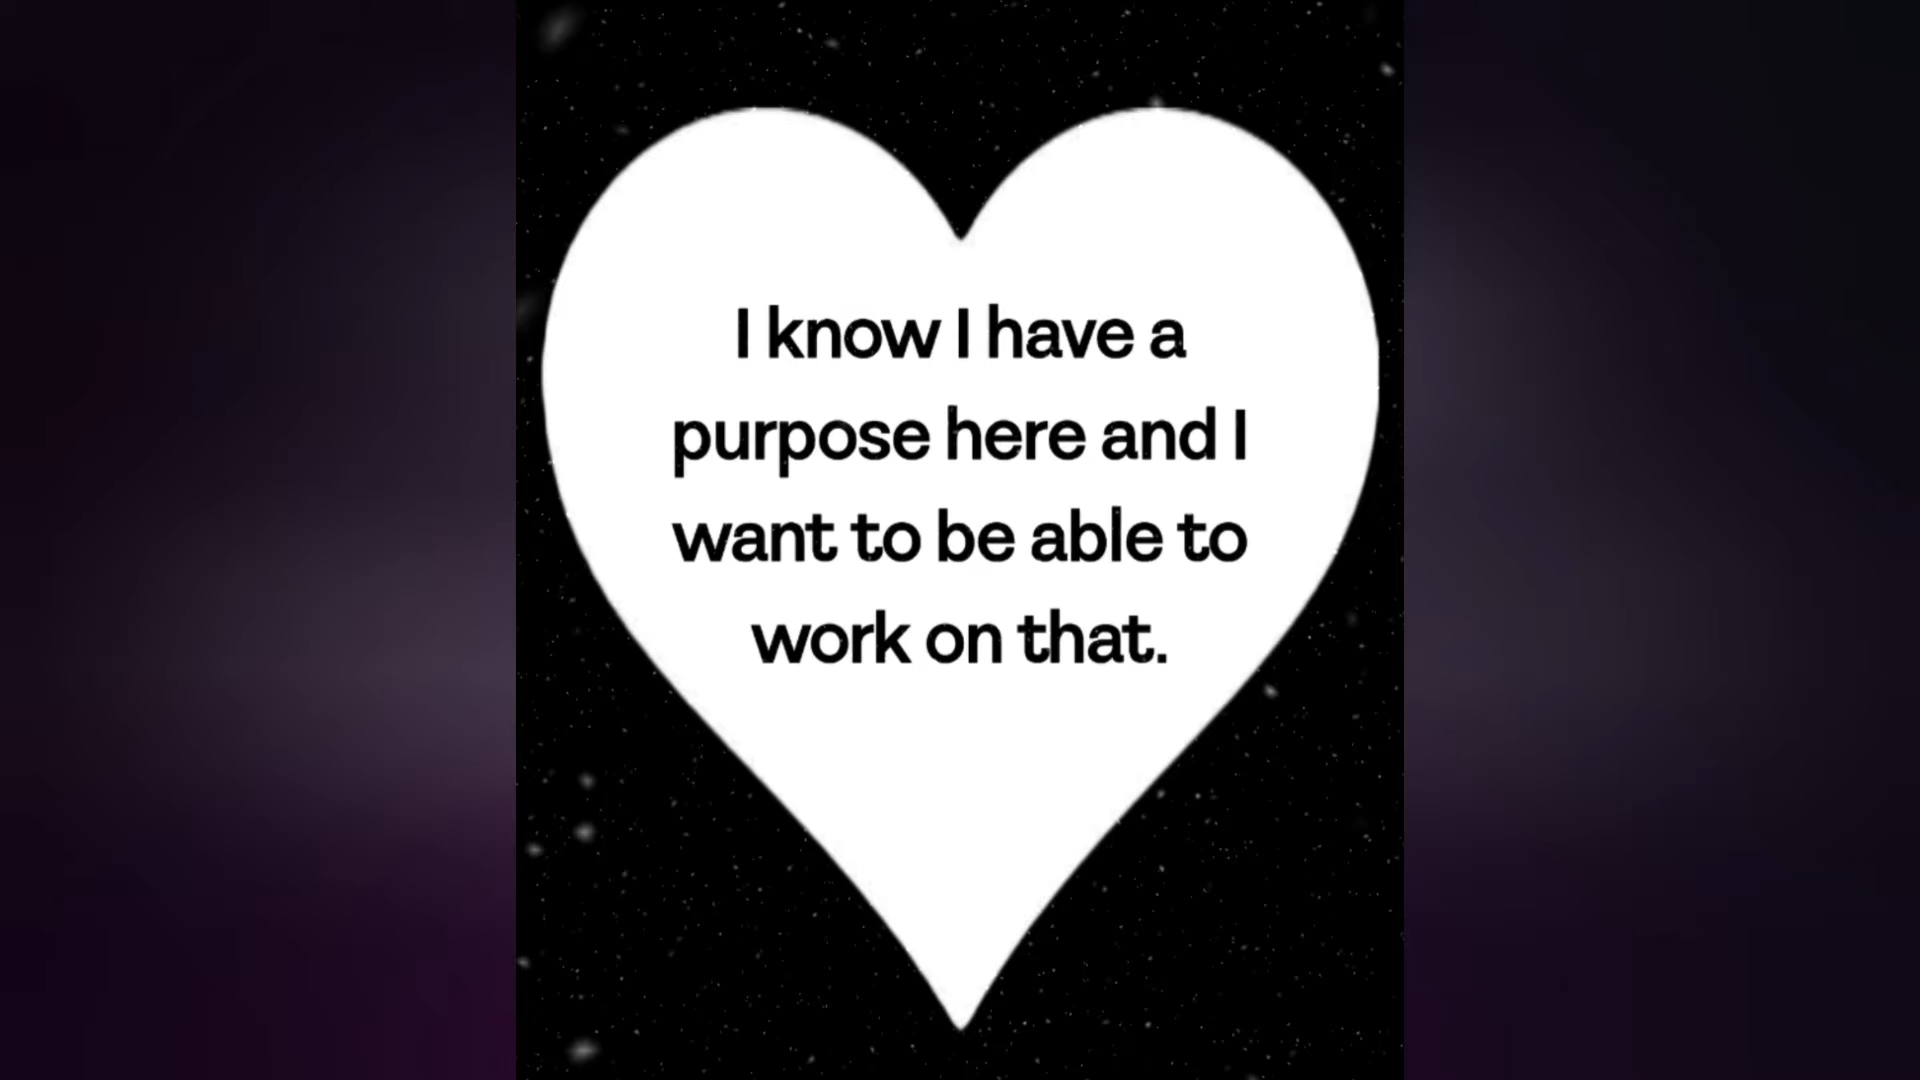 I know I have a
purpose here and I
want to be able to
work on that.